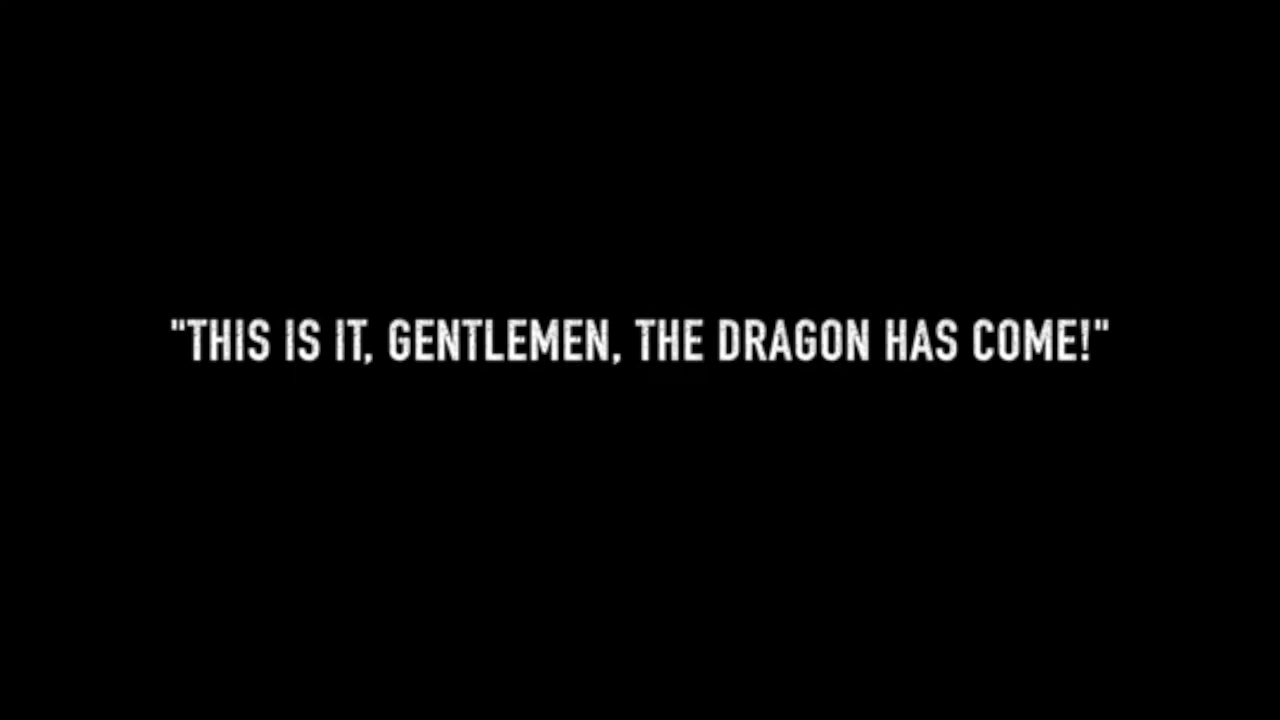 "THIS IS IT, GENTLEMEN, THE DRAGON HAS COME!"